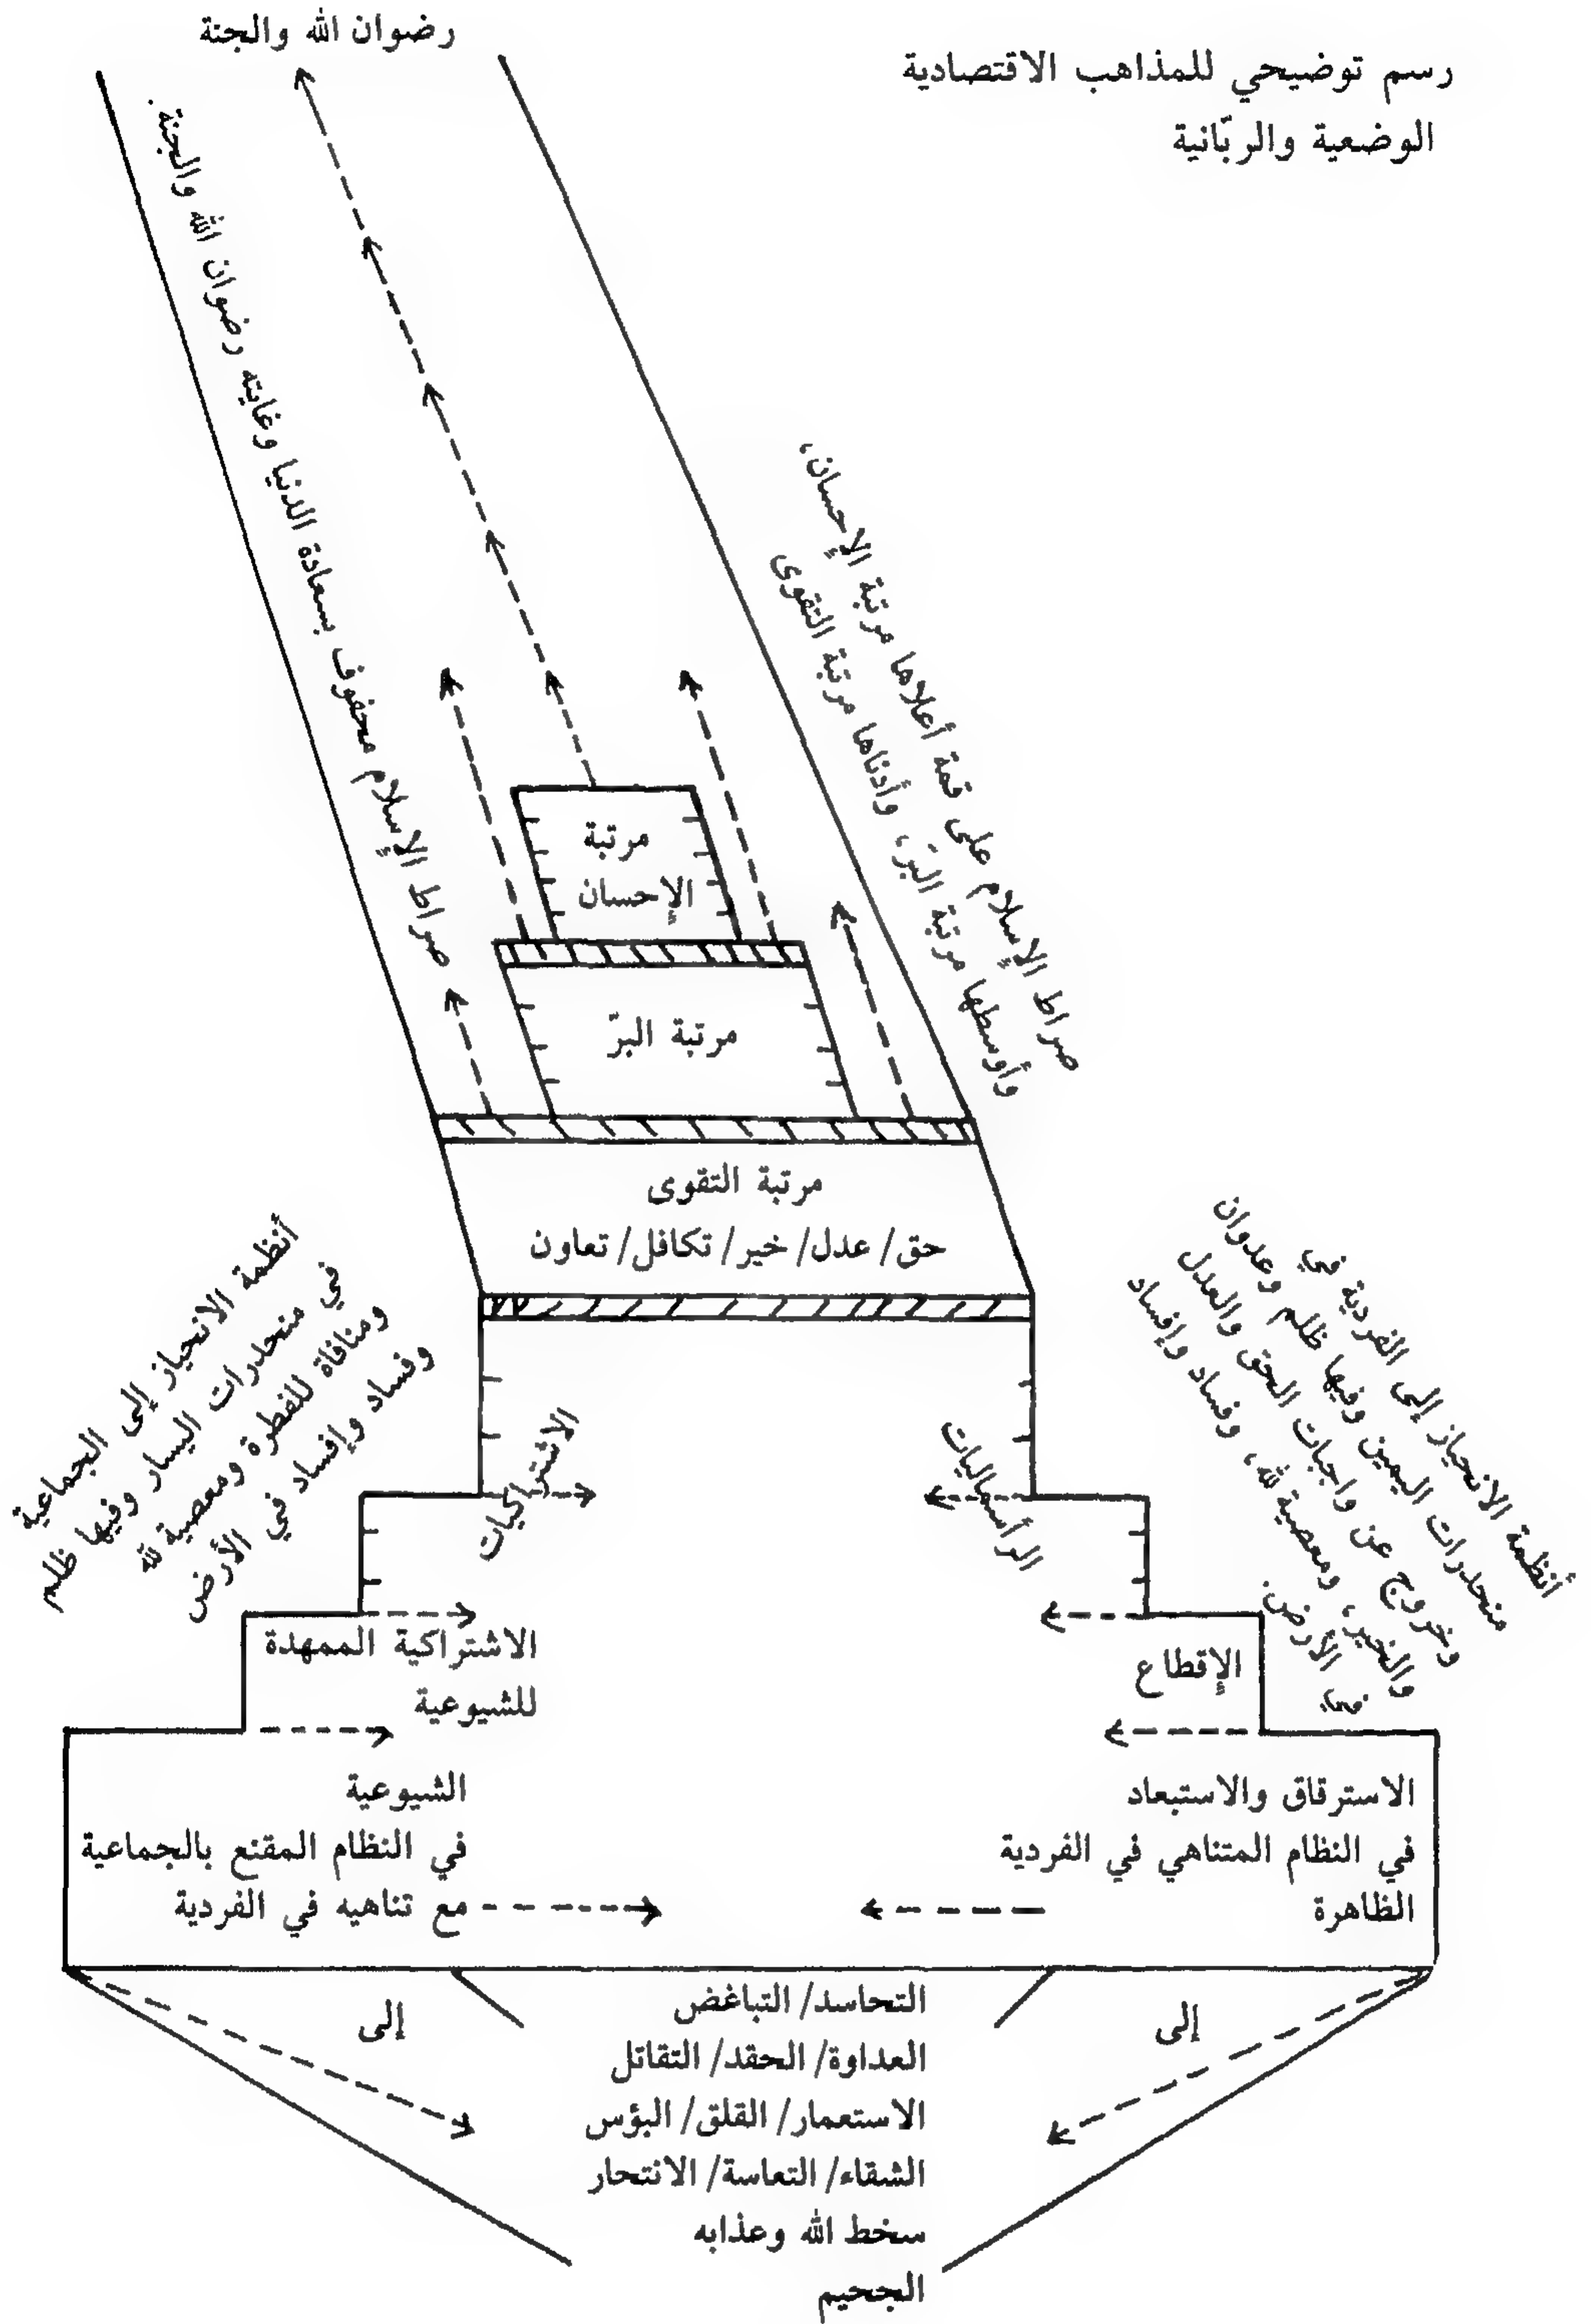 رسم توضيحي للمذاهب الاقتصادية
الوضعية والربّانية
رضوان الله والجنة
صراط الإسلام محفوف بسعادة الدنيا وغايته رضوان الله والجنة.
صراط الإسلام على قمة أعلاها مرتبة الإحسان،
وأوسطها مرتبة البرّ، وأدناها مرتبة التقوى
مرتبة
الإحسان
مرتبة البرّ
مرتبة التقوى
حق/ عدل/ خير/ تكافل/ تعاون
أنظمة الانحياز إلى الفردية في
منحدرات اليمين وفيها ظلم وعدوان
وخروج عن واجبات الحق والعدل
والخير، ومعصية لله، وفساد وإفساد
في الأرض.
أنظمة الانحياز إلى الجماعية
في منحدرات اليسار وفيها ظلم
ومنافاة للفطرة ومعصية لله
وفساد وإفساد في الأرض
الرأسماليات
الاشتراكيات
الإقطاع
الاشتراكية الممهدة
للشيوعية
الاسترقاق والاستبعاد
في النظام المتناهي في الفردية
الظاهرة
الشيوعية
في النظام المقنع بالجماعية
مع تناهيه في الفردية
إلى
إلى
التحاسد/ التباغض
العداوة/ الحقد/ التقاتل
الاستعمار/ القلق/ البؤس
الشقاء/ التعاسة/ الانتحار
سخط الله وعذابه
الجحيم